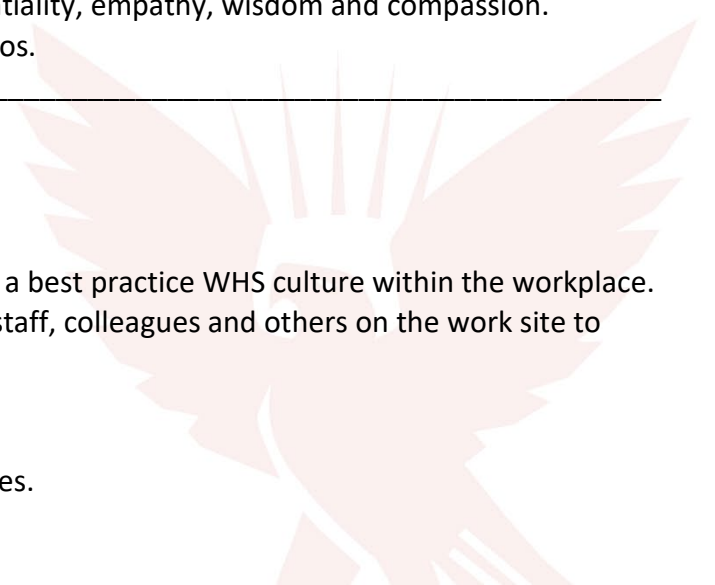 tiality, empathy, wisdom and compassion.
os.
a best practice WHS culture within the workplace.
staff, colleagues and others on the work site to
es.